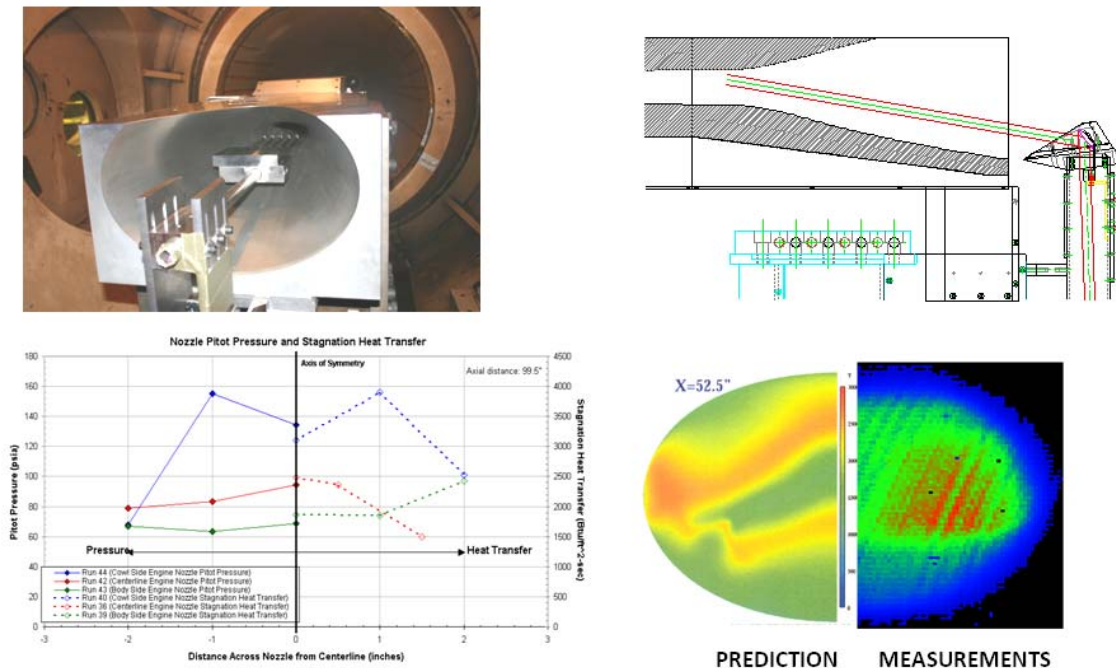 Nozzle Pitot Pressure and Stagnation Heat Transfer
180
160
140
120
100
80
60
40
20
0
Pitot Pressure (psia)
Axis of Symmetry
Axial distance: 99.5"
4500
4000
3500
3000
2500
2000
1500
1000
500
0
Stagnation Heat Transfer (Btu/ft^2-sec)
Pressure
Heat Transfer
Run 44 (Cowl Side Engine Nozzle Pitot Pressure)
Run 42 (Centerline Engine Nozzle Pitot Pressure)
Run 43 (Body Side Engine Nozzle Pitot Pressure)
Run 40 (Cowl Side Engine Nozzle Stagnation Heat Transfer)
Run 36 (Centerline Engine Nozzle Stagnation Heat Transfer)
Run 39 (Body Side Engine Nozzle Stagnation Heat Transfer)
-3 -2 -1 0 1 2 3
Distance Across Nozzle from Centerline (inches)
X=52.5"
T
PREDICTION MEASUREMENTS